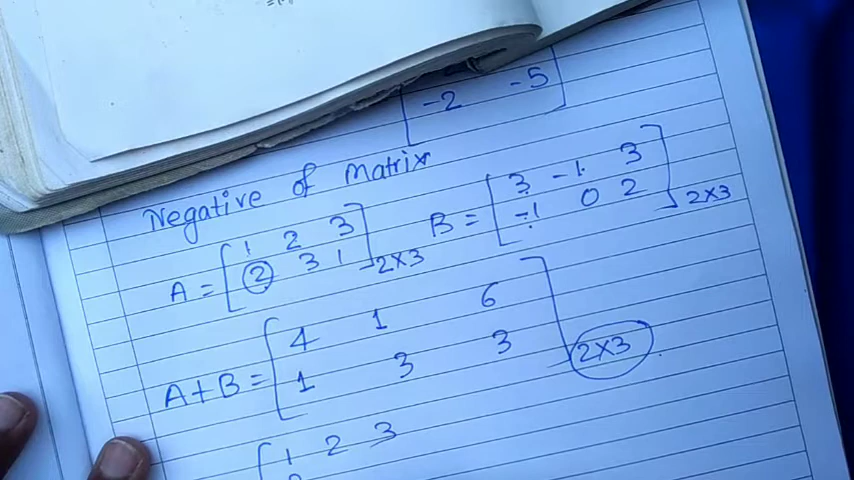 -2 -5
Negative of Matrix
A = [ 1 2 3 B = [ 3 -1 3
2 3 1 ] 2×3 -1 0 2 ] 2×3
A+B = [ 4 1 6
1 3 3 ] 2×3
[ 1 2 3